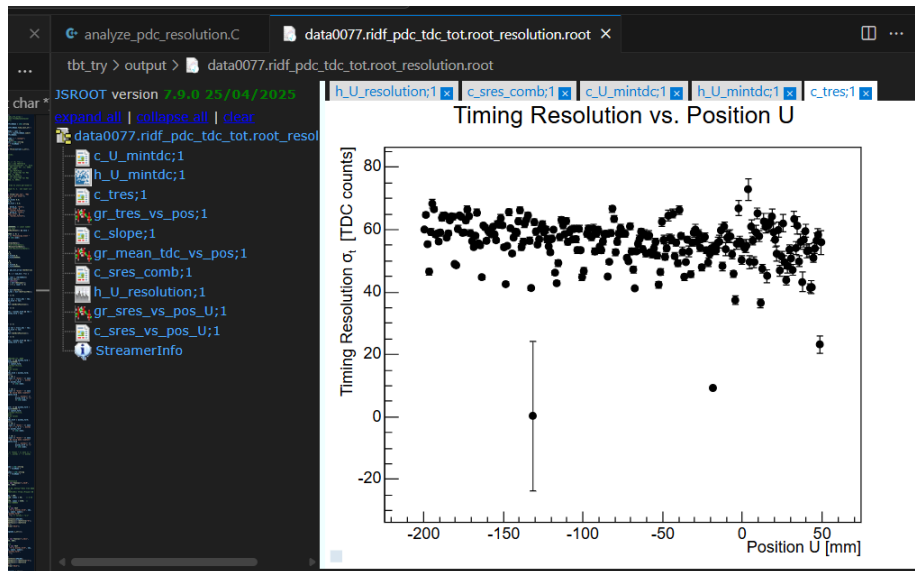 analyze_pdc_resolution.C
data0077.ridf_pdc_tdc_tot.root_resolution.root
...
tbt_try > output > data0077.ridf_pdc_tdc_tot.root_resolution.root
char *
JSROOT version 7.9.0 25/04/2025
expand all | collapse all | clear
data0077.ridf_pdc_tdc_tot.root_resol
c_U_mintdc;1
h_U_mintdc;1
c_tres;1
gr_tres_vs_pos;1
c_slope;1
gr_mean_tdc_vs_pos;1
c_sres_comb;1
h_U_resolution;1
gr_sres_vs_pos_U;1
c_sres_vs_pos_U;1
StreamerInfo
h_U_resolution;1
c_sres_comb;1
c_U_mintdc;1
h_U_mintdc;1
c_tres;1
Timing Resolution vs. Position U
Timing Resolution σt [TDC counts]
80
60
40
20
0
-20
-200
-150
-100
-50
0
50
Position U [mm]